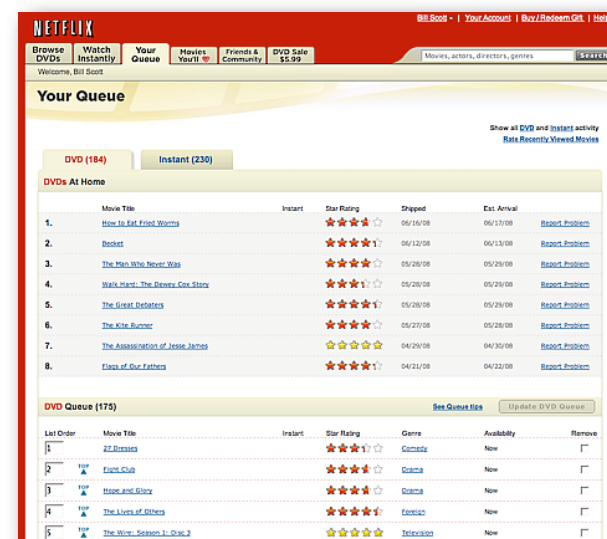 Bill Scott - | Your Account | Buy / Redeem Gift | Help
NETFLIX
Browse DVDs Watch Instantly Your Queue Movies You'll ♥ Friends & Community DVD Sale $5.99
Movies, actors, directors, genres Search
Welcome, Bill Scott
Your Queue
Show all DVD and Instant activity
Rate Recently Viewed Movies
DVD (184) Instant (230)
DVDs At Home
Movie Title Instant Star Rating Shipped Est. Arrival
1. How to Eat Fried Worms 06/16/08 06/17/08 Report Problem
2. Becket 06/12/08 06/13/08 Report Problem
3. The Man Who Never Was 05/28/08 05/29/08 Report Problem
4. Walk Hard: The Dewey Cox Story 05/28/08 05/29/08 Report Problem
5. The Great Debaters 05/28/08 05/29/08 Report Problem
6. The Kite Runner 05/27/08 05/28/08 Report Problem
7. The Assassination of Jesse James 04/29/08 04/30/08 Report Problem
8. Flags of Our Fathers 04/21/08 04/22/08 Report Problem
DVD Queue (175) See Queue tips Update DVD Queue
List Order Movie Title Instant Star Rating Genre Availability Remove
1 27 Dresses Comedy Now
2 TOP Fight Club Drama Now
3 TOP Hope and Glory Drama Now
4 TOP The Lives of Others Foreign Now
5 TOP The Wire: Season 1: Disc 3 Television Now